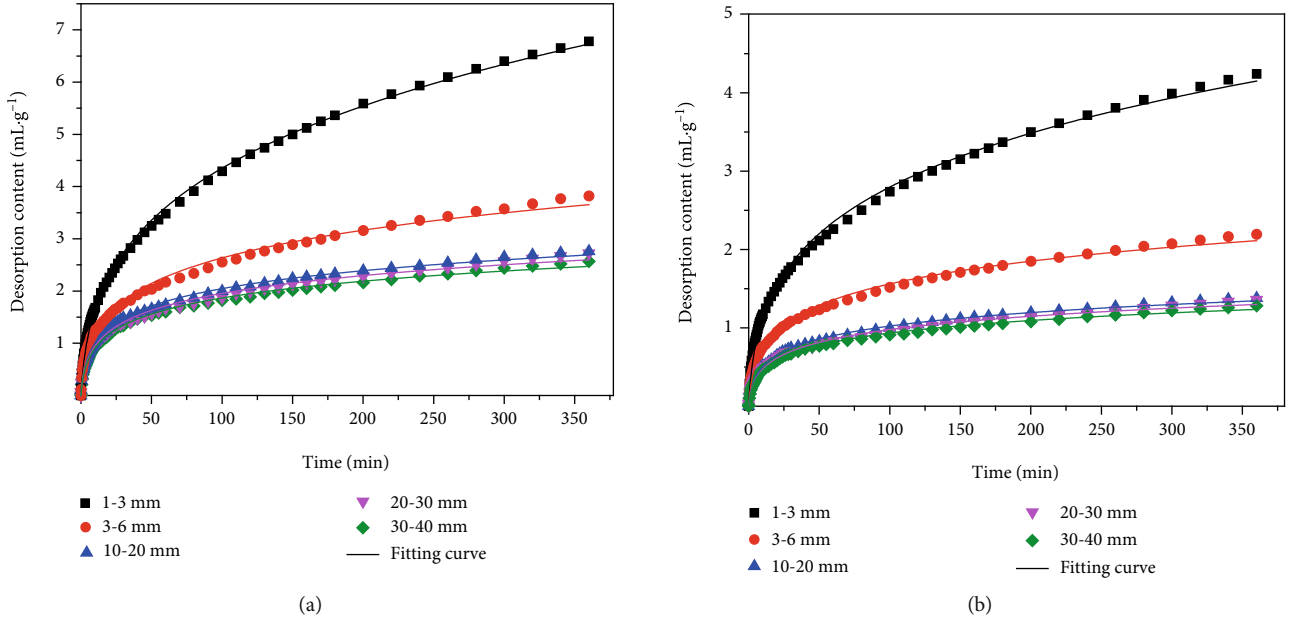 7
6
5
4
3
2
1
Desorption content (mL·g⁻¹)
0 50 100 150 200 250 300 350
Time (min)
1-3 mm
3-6 mm
10-20 mm
20-30 mm
30-40 mm
Fitting curve
(a)
5
4
3
2
1
Desorption content (mL·g⁻¹)
0 50 100 150 200 250 300 350
Time (min)
1-3 mm
3-6 mm
10-20 mm
20-30 mm
30-40 mm
Fitting curve
(b)